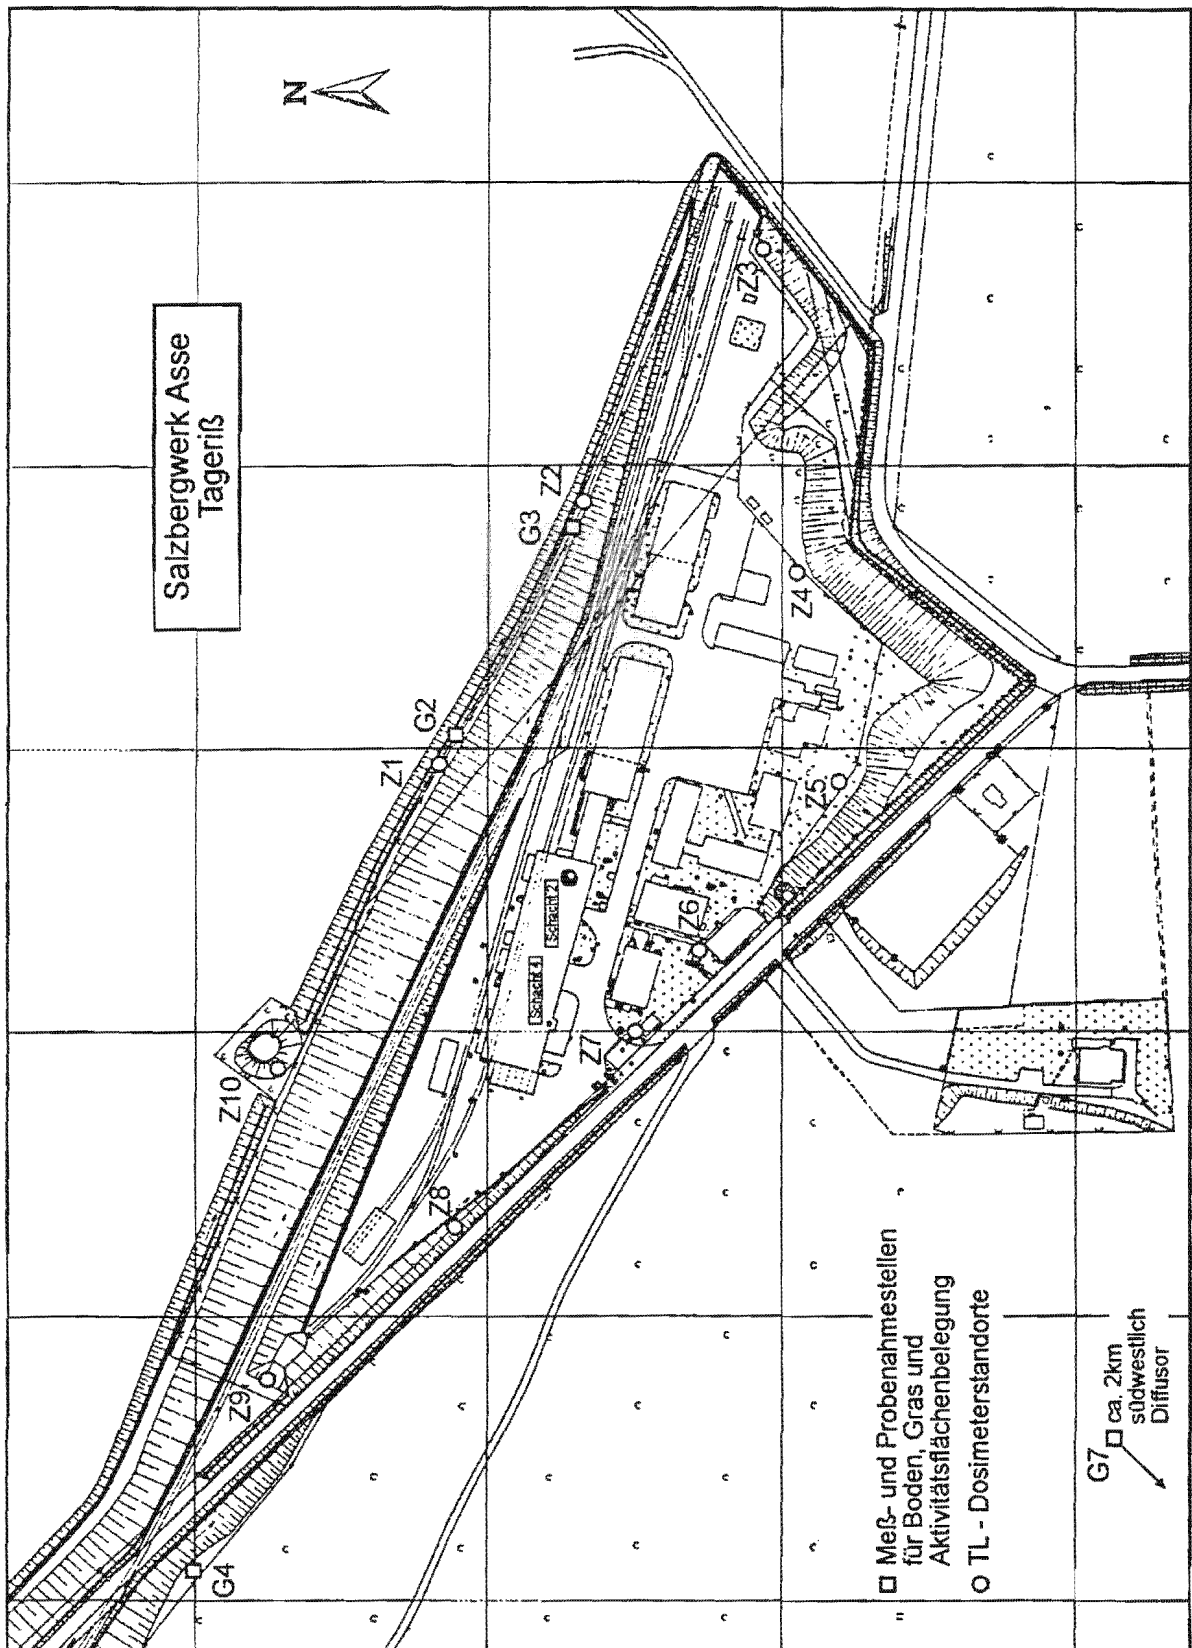 Salzbergwerk Asse
Tageriß
N
G4
Z9
Z10
Z8
Z1
G2
G3
Z2
Z3
Schacht 4
Schacht 2
Z7
Z6
Z5
Z4
Meß- und Probenahmestellen
für Boden, Gras und
Aktivitätsflächenbelegung
TL - Dosimeterstandorte
G7
ca. 2km
südwestlich
Diffusor